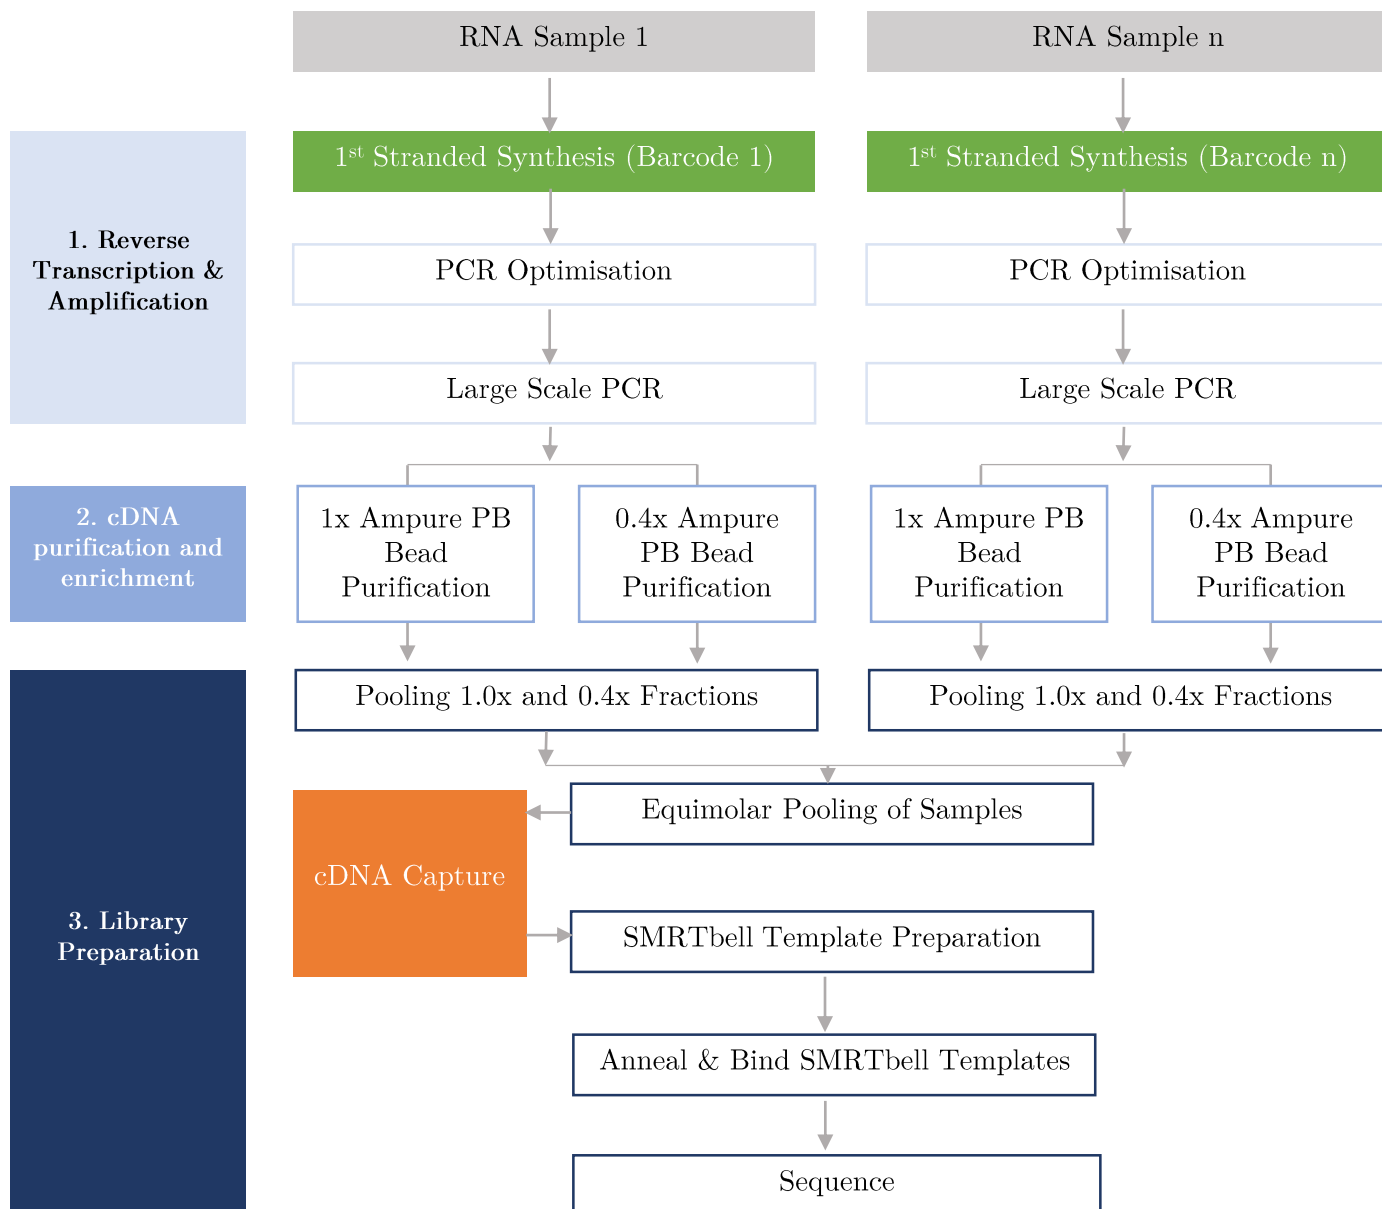 RNA Sample 1
RNA Sample n
1st Stranded Synthesis (Barcode 1)
1st Stranded Synthesis (Barcode n)
1. Reverse
Transcription &
Amplification
PCR Optimisation
PCR Optimisation
Large Scale PCR
Large Scale PCR
2. cDNA
purification and
enrichment
1x Ampure PB
Bead
Purification
0.4x Ampure
PB Bead
Purification
1x Ampure PB
Bead
Purification
0.4x Ampure
PB Bead
Purification
Pooling 1.0x and 0.4x Fractions
Pooling 1.0x and 0.4x Fractions
3. Library
Preparation
Equimolar Pooling of Samples
cDNA Capture
SMRTbell Template Preparation
Anneal & Bind SMRTbell Templates
Sequence